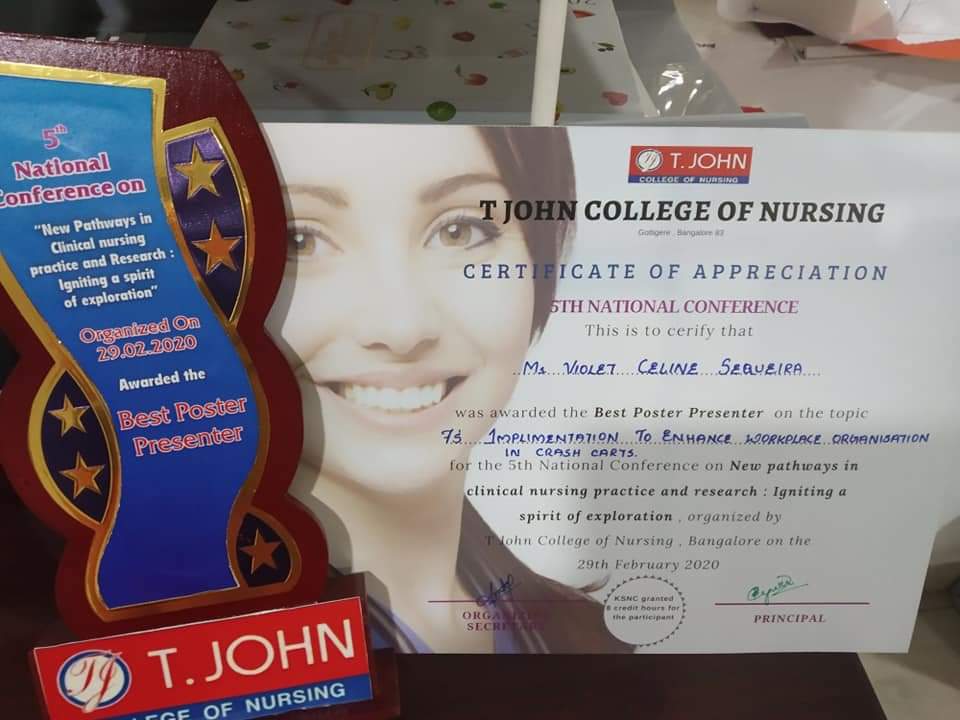 5th
National
Conference on
"New Pathways in
Clinical nursing
practice and Research :
Igniting a spirit
of exploration"
Organized On
29.02.2020
Awarded the
Best Poster
Presenter
TJ T. JOHN
COLLEGE OF NURSING
TJ T. JOHN
COLLEGE OF NURSING
T JOHN COLLEGE OF NURSING
Gottigere , Bangalore 83
CERTIFICATE OF APPRECIATION
5TH NATIONAL CONFERENCE
This is to certify that
Ms VIOLET CELINE SEQUEIRA
was awarded the Best Poster Presenter on the topic
7s IMPLIMENTATION TO ENHANCE WORKPLACE ORGANISATION
IN CRASH CARTS.
for the 5th National Conference on New pathways in
clinical nursing practice and research : Igniting a
spirit of exploration , organized by
T John College of Nursing , Bangalore on the
29th February 2020
KSNC granted
6 credit hours for
the participant
ORGANIZING
SECRETARY
PRINCIPAL